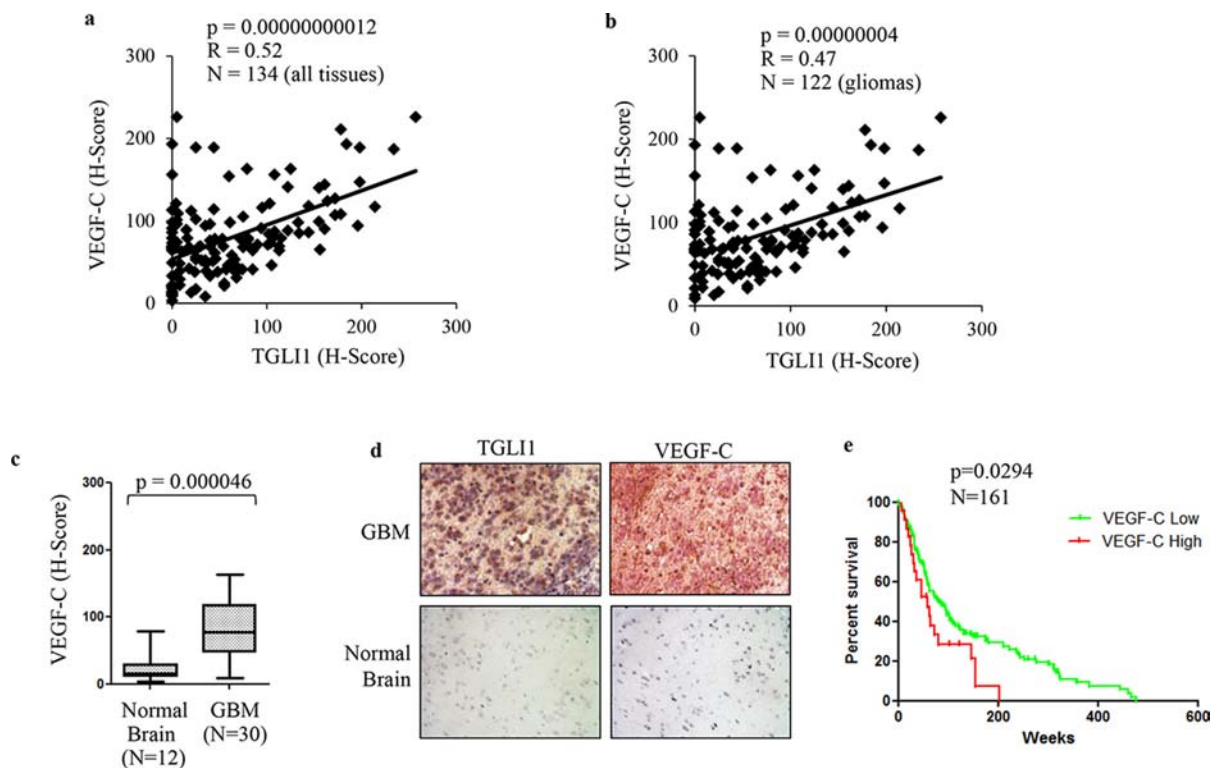 a
p = 0.00000000012
R = 0.52
N = 134 (all tissues)
300
200
100
0
VEGF-C (H-Score)
0 100 200 300
TGLI1 (H-Score)
b
p = 0.00000004
R = 0.47
N = 122 (gliomas)
300
200
100
0
VEGF-C (H-Score)
0 100 200 300
TGLI1 (H-Score)
c
p = 0.000046
300
200
100
0
VEGF-C (H-Score)
Normal
Brain
(N=12)
GBM
(N=30)
d
TGLI1 VEGF-C
GBM
Normal
Brain
e
p=0.0294
N=161
VEGF-C Low
VEGF-C High
100
80
60
40
20
0
Percent survival
0 200 400 600
Weeks